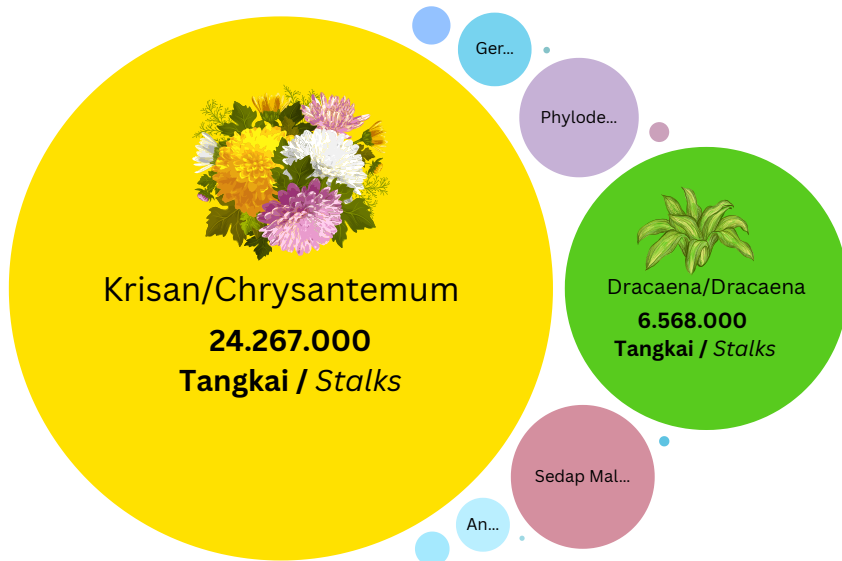 Ger...
Phylode...
Krisan/Chrysantemum
24.267.000
Tangkai / Stalks
Dracaena/Dracaena
6.568.000
Tangkai / Stalks
Sedap Mal...
An...